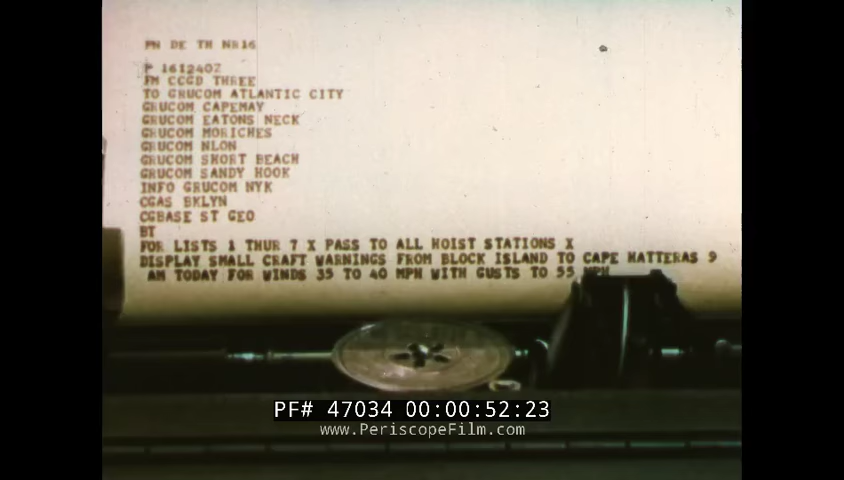 FN DE TH NR16
P 161240Z
FM CCGD THREE
TO GRUCOM ATLANTIC CITY
GRUCOM CAPEMAY
GRUCOM EATONS NECK
GRUCOM MORICHES
GRUCOM NLON
GRUCOM SHORT BEACH
GRUCOM SANDY HOOK
INFO GRUCOM NYK
CGAS BKLYN
CGBASE ST GEO
BT
FOR LISTS 1 THUR 7 X PASS TO ALL HOIST STATIONS X
DISPLAY SMALL CRAFT WARNINGS FROM BLOCK ISLAND TO CAPE HATTERAS 9
AM TODAY FOR WINDS 35 TO 40 MPH WITH GUSTS TO 55 MPH
PF# 47034 00:00:52:23
www.PeriscopeFilm.com